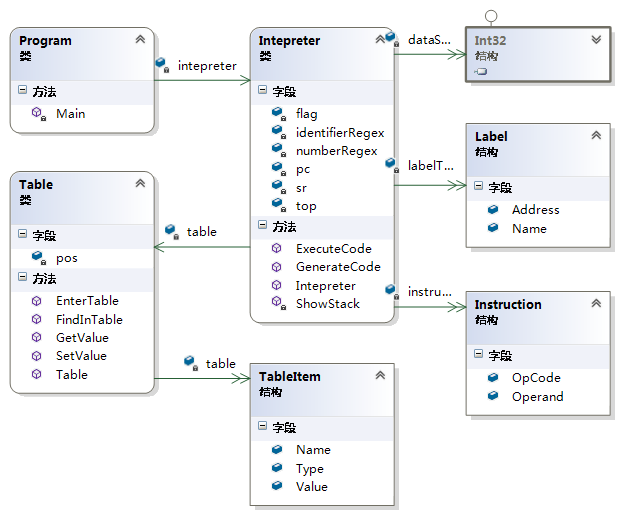 Program
类
方法
Main
intepreter
Intepreter
类
字段
flag
identifierRegex
numberRegex
pc
sr
top
方法
ExecuteCode
GenerateCode
Intepreter
ShowStack
dataS...
Int32
结构
labelT...
Label
结构
字段
Address
Name
instru...
Instruction
结构
字段
OpCode
Operand
table
Table
类
字段
pos
方法
EnterTable
FindInTable
GetValue
SetValue
Table
table
TableItem
结构
字段
Name
Type
Value